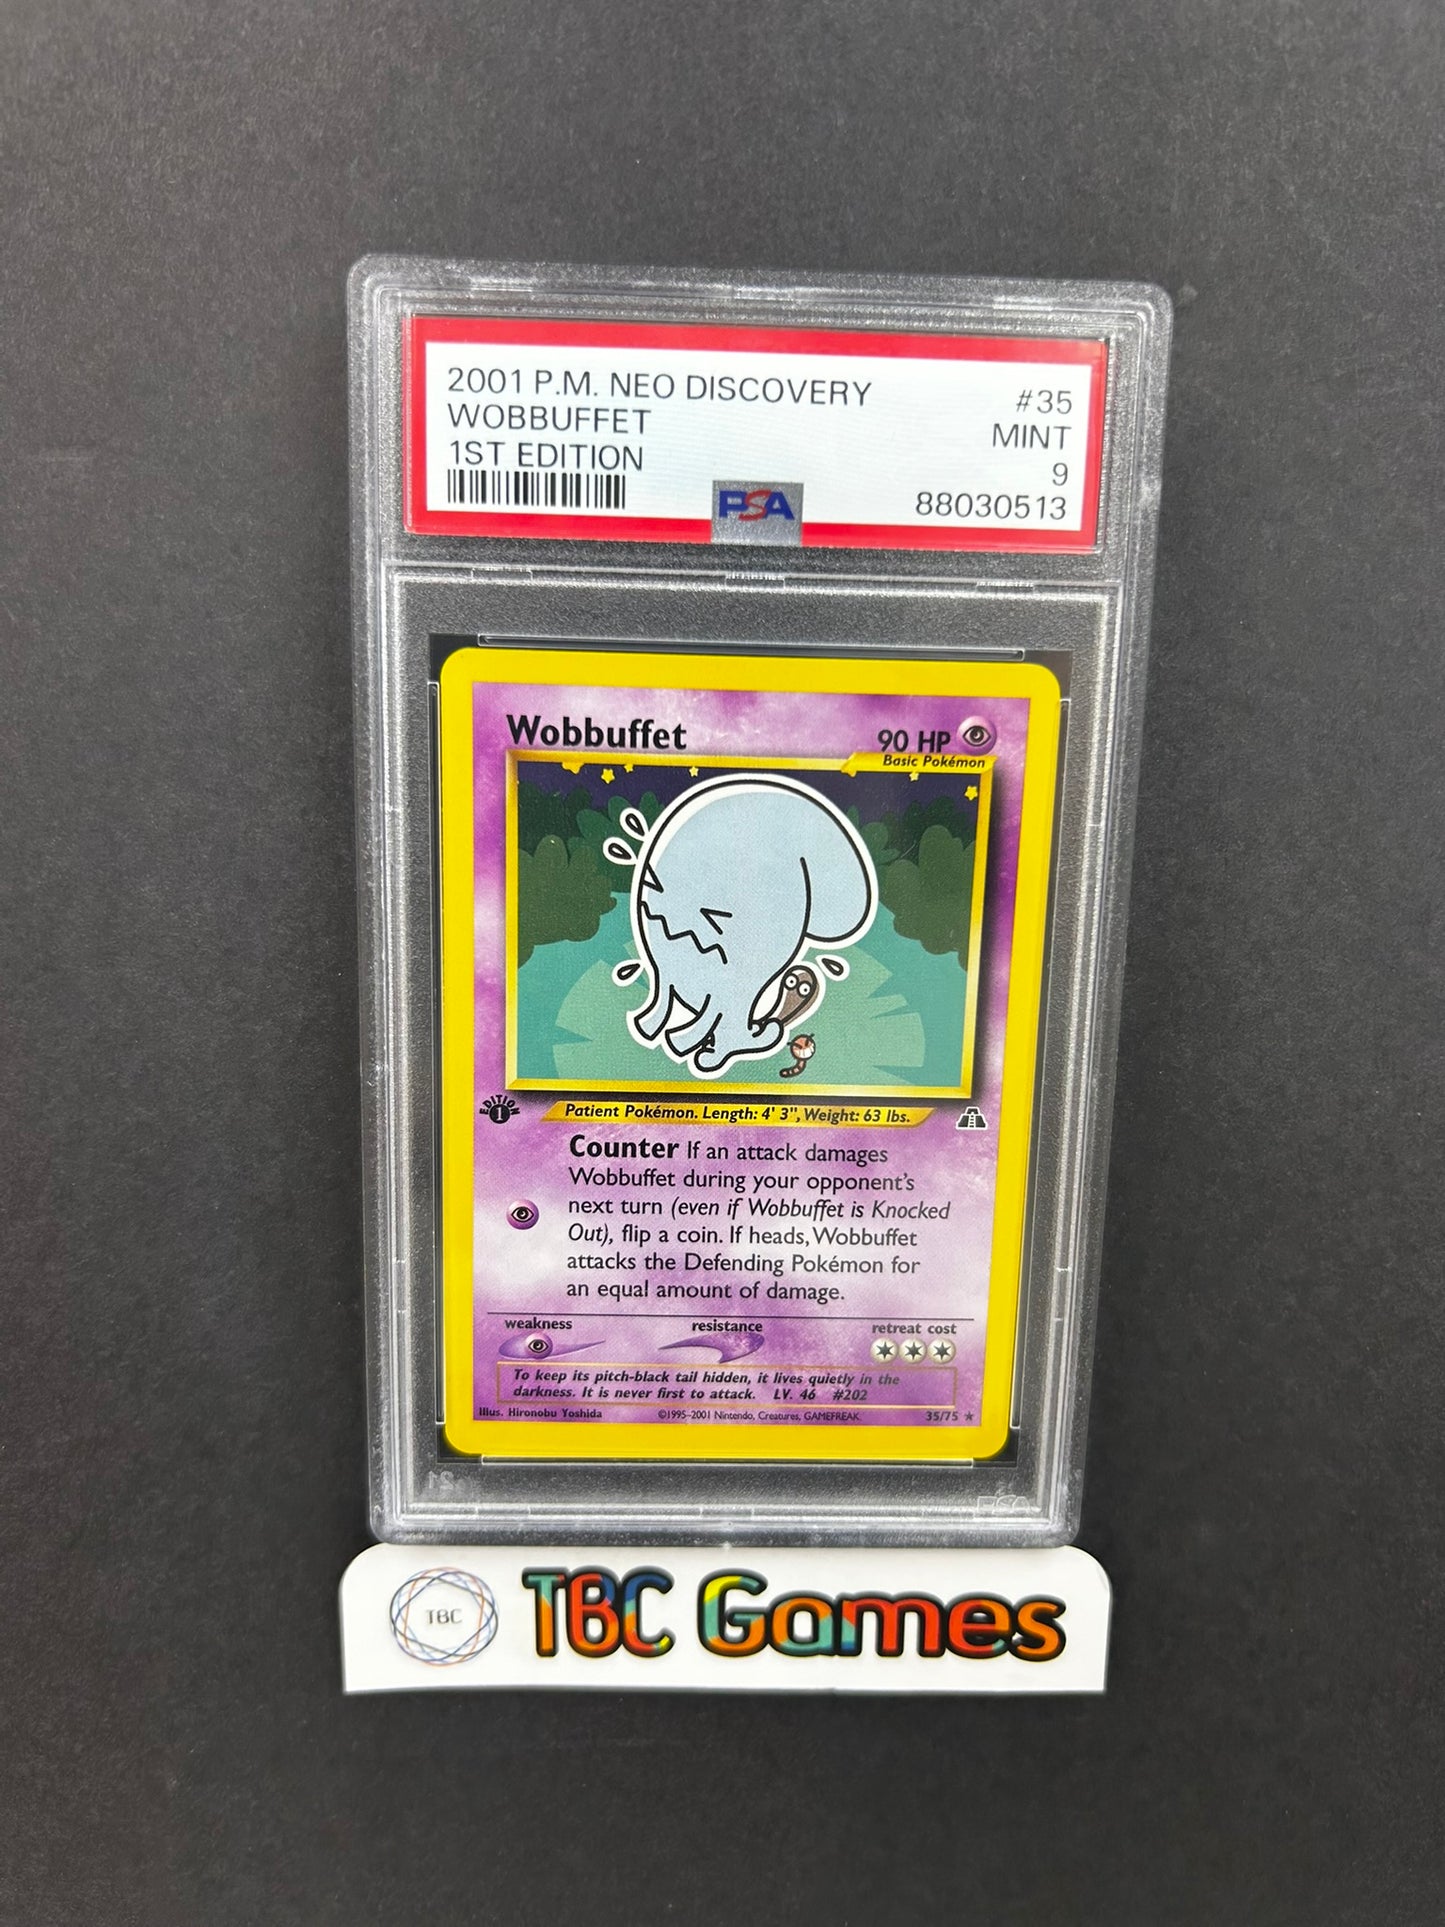 2001 P.M. NEO DISCOVERY #35
WOBBUFFET MINT
1ST EDITION 9
PSA 88030513
Wobbuffet 90 HP
Basic Pokémon
EDITION 1
Patient Pokémon. Length: 4' 3", Weight: 63 lbs.
Counter If an attack damages
Wobbuffet during your opponent's
next turn (even if Wobbuffet is Knocked
Out), flip a coin. If heads, Wobbuffet
attacks the Defending Pokémon for
an equal amount of damage.
weakness resistance retreat cost
To keep its pitch-black tail hidden, it lives quietly in the
darkness. It is never first to attack. LV. 46 #202
Illus. Hironobu Yoshida ©1995–2001 Nintendo, Creatures, GAMEFREAK. 35/75 ★
PSA
TBC TBC Games